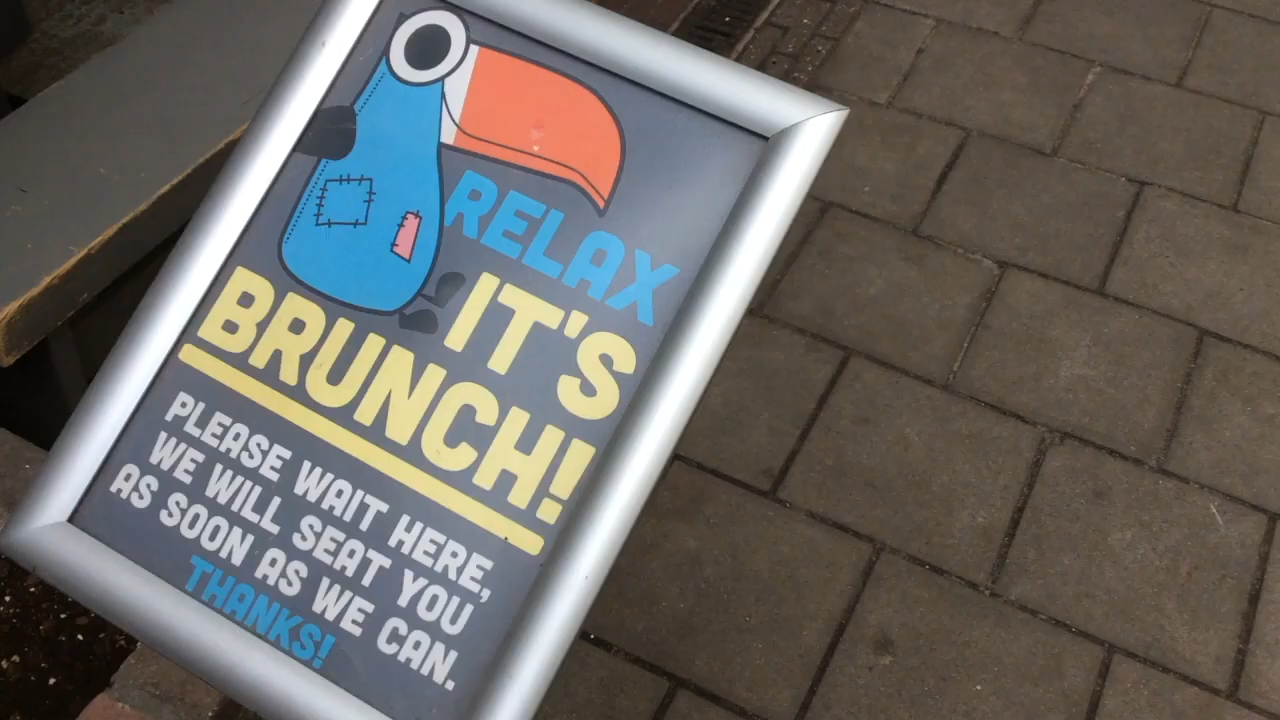 RELAX
IT'S
BRUNCH!
PLEASE WAIT HERE,
WE WILL SEAT YOU
AS SOON AS WE CAN.
THANKS!